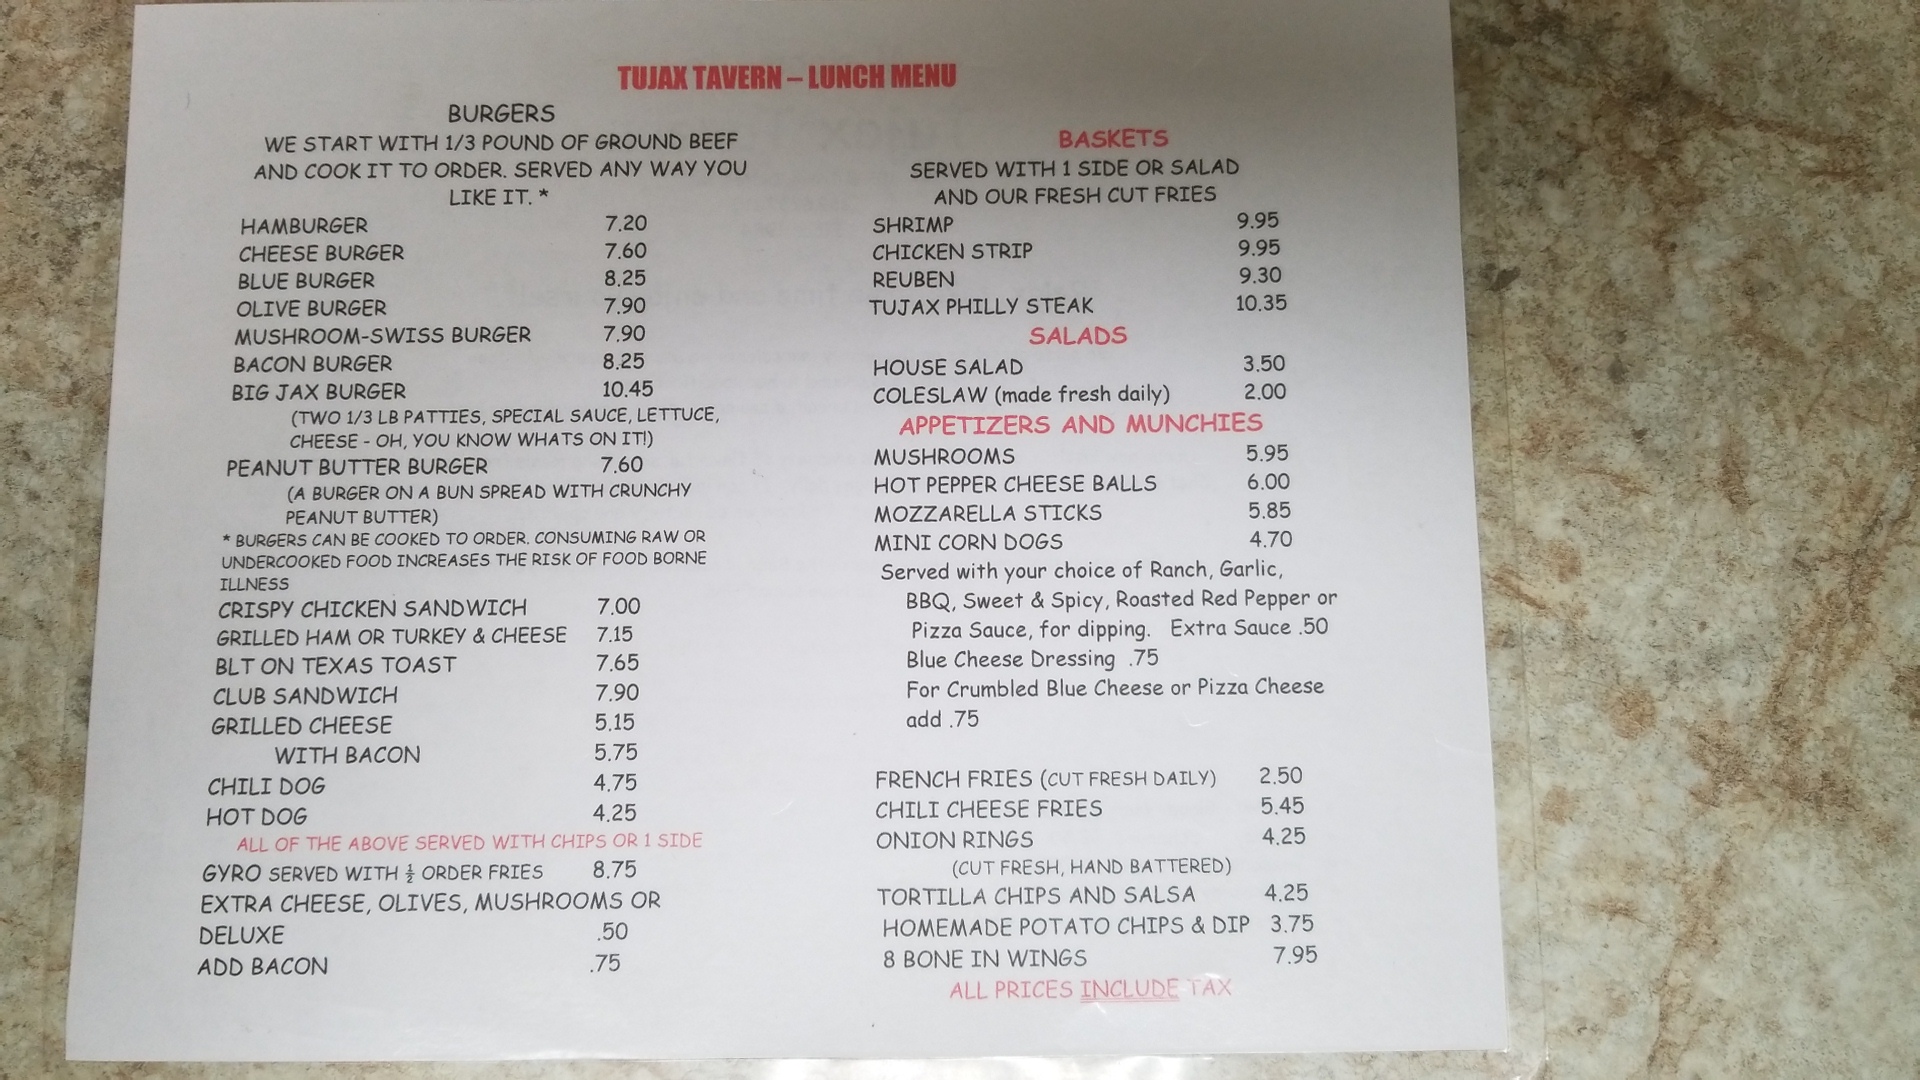 TUJAX TAVERN – LUNCH MENU
BURGERS
WE START WITH 1/3 POUND OF GROUND BEEF
AND COOK IT TO ORDER. SERVED ANY WAY YOU
LIKE IT. *
HAMBURGER 7.20
CHEESE BURGER 7.60
BLUE BURGER 8.25
OLIVE BURGER 7.90
MUSHROOM-SWISS BURGER 7.90
BACON BURGER 8.25
BIG JAX BURGER 10.45
(TWO 1/3 LB PATTIES, SPECIAL SAUCE, LETTUCE,
CHEESE - OH, YOU KNOW WHATS ON IT!)
PEANUT BUTTER BURGER 7.60
(A BURGER ON A BUN SPREAD WITH CRUNCHY
PEANUT BUTTER)
* BURGERS CAN BE COOKED TO ORDER. CONSUMING RAW OR
UNDERCOOKED FOOD INCREASES THE RISK OF FOOD BORNE
ILLNESS
CRISPY CHICKEN SANDWICH 7.00
GRILLED HAM OR TURKEY & CHEESE 7.15
BLT ON TEXAS TOAST 7.65
CLUB SANDWICH 7.90
GRILLED CHEESE 5.15
WITH BACON 5.75
CHILI DOG 4.75
HOT DOG 4.25
ALL OF THE ABOVE SERVED WITH CHIPS OR 1 SIDE
GYRO SERVED WITH ½ ORDER FRIES 8.75
EXTRA CHEESE, OLIVES, MUSHROOMS OR
DELUXE .50
ADD BACON .75
BASKETS
SERVED WITH 1 SIDE OR SALAD
AND OUR FRESH CUT FRIES
SHRIMP 9.95
CHICKEN STRIP 9.95
REUBEN 9.30
TUJAX PHILLY STEAK 10.35
SALADS
HOUSE SALAD 3.50
COLESLAW (made fresh daily) 2.00
APPETIZERS AND MUNCHIES
MUSHROOMS 5.95
HOT PEPPER CHEESE BALLS 6.00
MOZZARELLA STICKS 5.85
MINI CORN DOGS 4.70
Served with your choice of Ranch, Garlic,
BBQ, Sweet & Spicy, Roasted Red Pepper or
Pizza Sauce, for dipping. Extra Sauce .50
Blue Cheese Dressing .75
For Crumbled Blue Cheese or Pizza Cheese
add .75
FRENCH FRIES (CUT FRESH DAILY) 2.50
CHILI CHEESE FRIES 5.45
ONION RINGS 4.25
(CUT FRESH, HAND BATTERED)
TORTILLA CHIPS AND SALSA 4.25
HOMEMADE POTATO CHIPS & DIP 3.75
8 BONE IN WINGS 7.95
ALL PRICES INCLUDE TAX